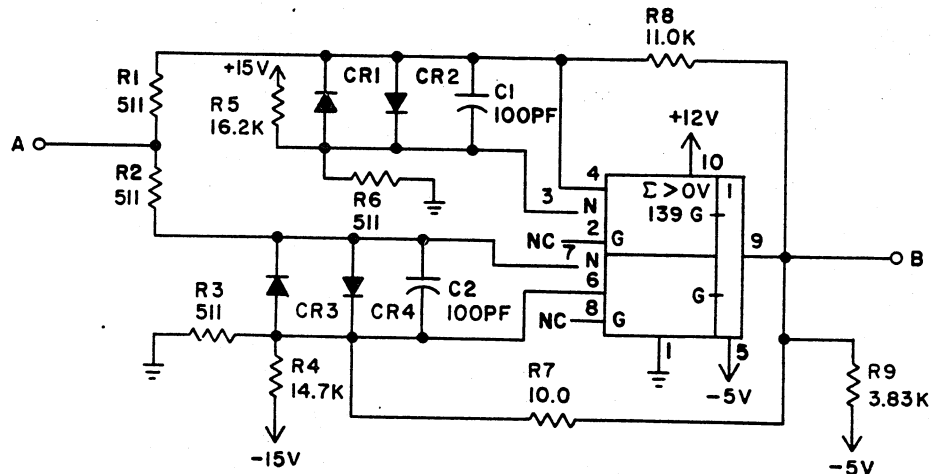 R8
11.0K
+15V
CR1
CR2
C1
100PF
R1
511
R5
16.2K
+12V
A
10
R2
511
R6
511
4
Σ>0V
1
3
N
139 G
2
NC
G
9
B
7
N
6
G
R3
511
CR3
CR4
C2
100PF
8
NC
G
R4
14.7K
1
5
R7
10.0
-5V
R9
3.83K
-15V
-5V